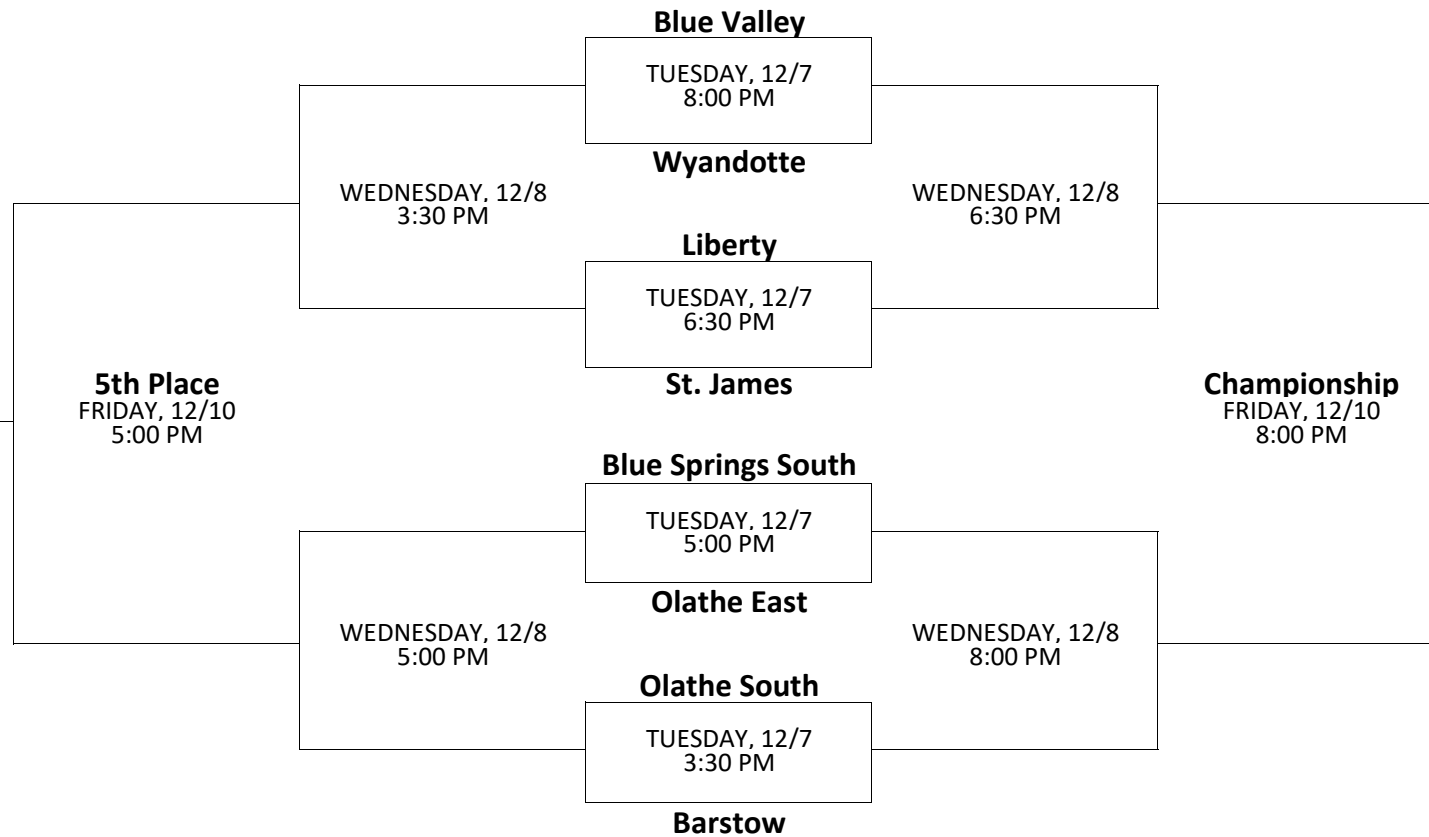 Blue Valley
TUESDAY, 12/7
8:00 PM
Wyandotte
WEDNESDAY, 12/8
3:30 PM
WEDNESDAY, 12/8
6:30 PM
Liberty
TUESDAY, 12/7
6:30 PM
St. James
5th Place
FRIDAY, 12/10
5:00 PM
Championship
FRIDAY, 12/10
8:00 PM
Blue Springs South
TUESDAY, 12/7
5:00 PM
Olathe East
WEDNESDAY, 12/8
5:00 PM
WEDNESDAY, 12/8
8:00 PM
Olathe South
TUESDAY, 12/7
3:30 PM
Barstow